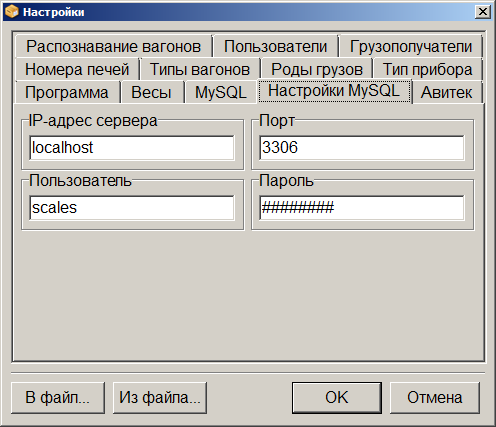 Настройки
Распознавание вагонов Пользователи Грузополучатели
Номера печей Типы вагонов Роды грузов Тип прибора
Программа Весы MySQL Настройки MySQL Авитек
IP-адрес сервера Порт
localhost 3306
Пользователь Пароль
scales ########
В файл... Из файла... OK Отмена